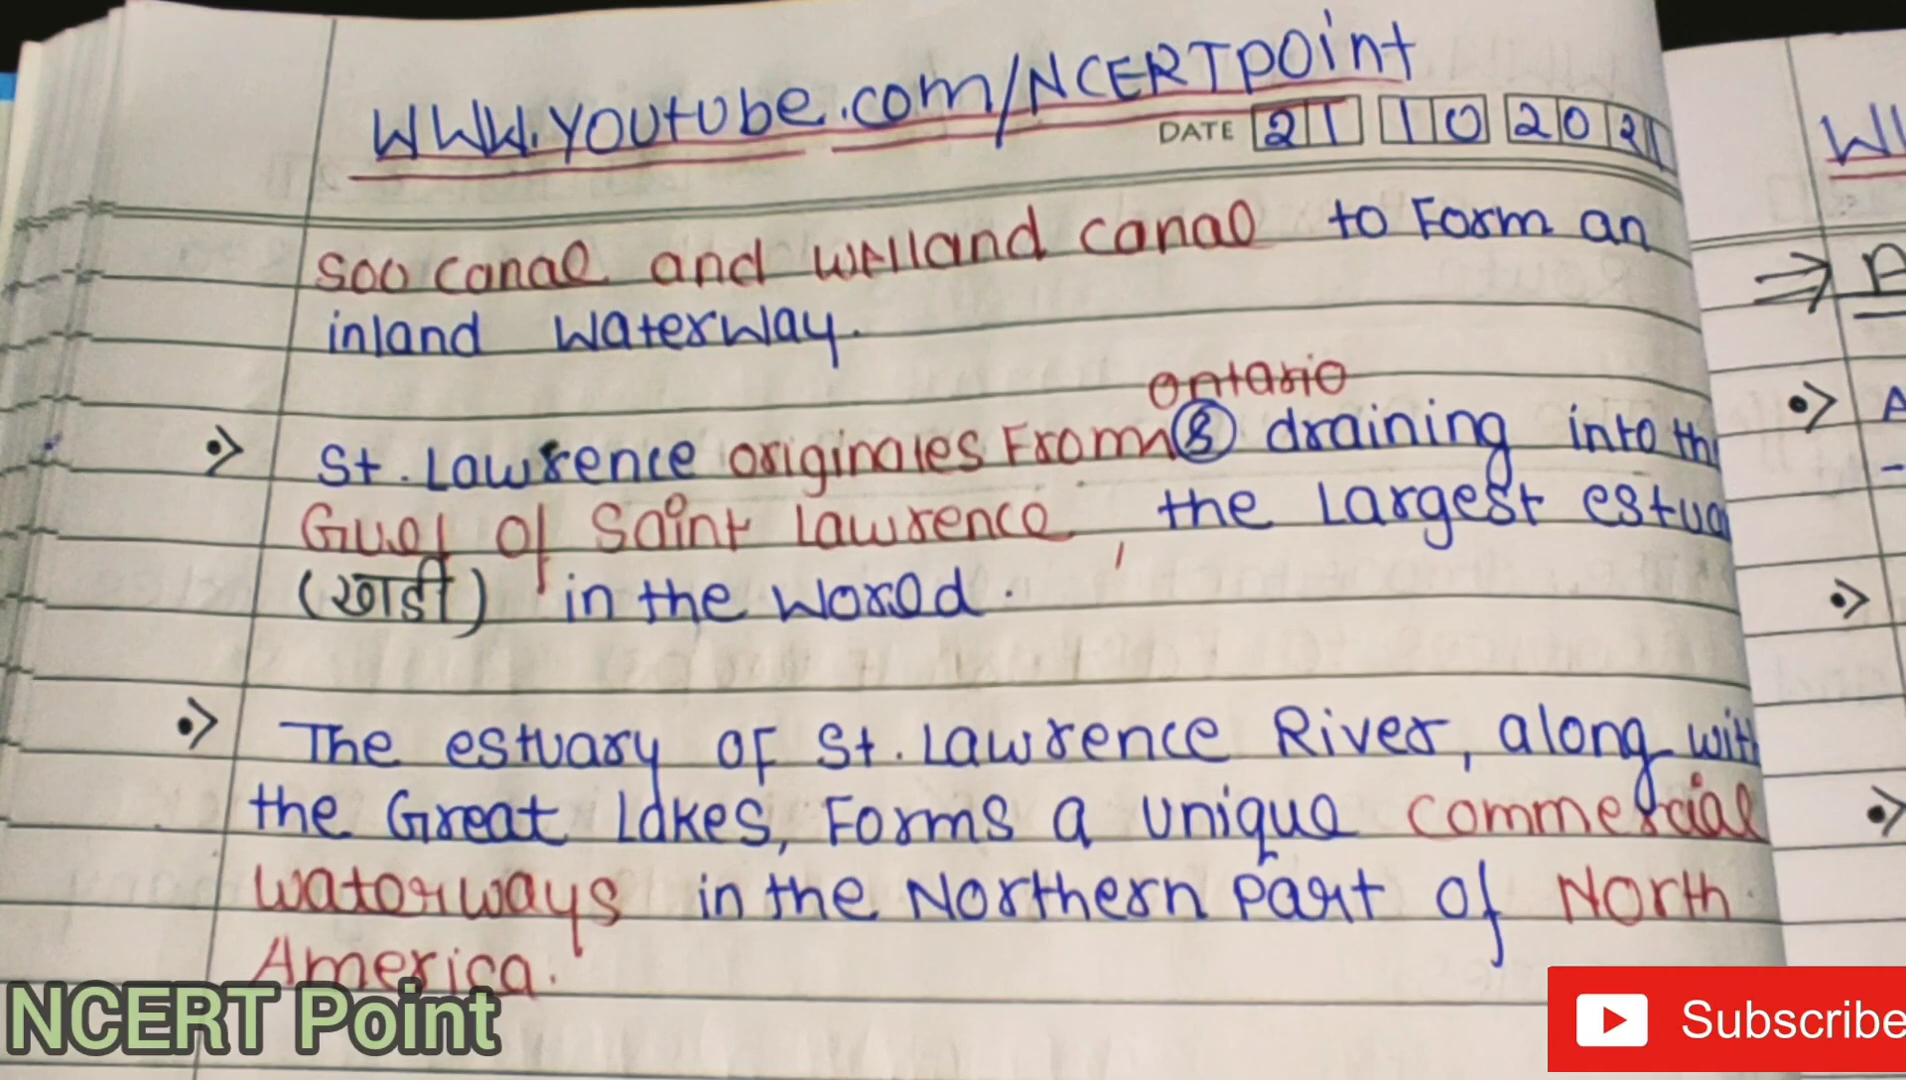 WWW.YOUtube.com/NCERTPOint
DATE 21 10 2021
Soo canal and welland canal to Form an
inland waterway.
ontario
St. Lawrence originates From & draining into th
Gulf of Saint Lawrence, the Largest estua
(खाड़ी) in the world.
The estuary of St. Lawrence River, along with
the Great Lakes, Forms a unique commercial
waterways in the Northern part of North
America.
NCERT Point
Subscribe